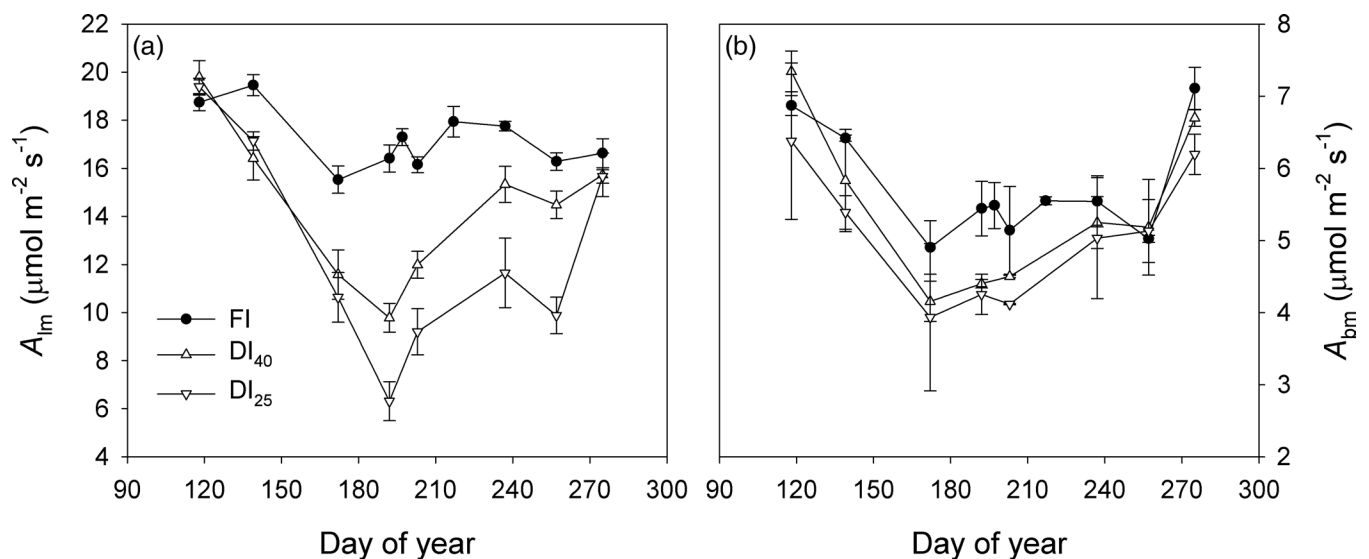 (a)
22
20
18
16
14
12
10
8
6
4
A_lm (μmol m⁻² s⁻¹)
FI
DI₄₀
DI₂₅
90 120 150 180 210 240 270 300
Day of year
(b)
8
7
6
5
4
3
2
A_bm (μmol m⁻² s⁻¹)
90 120 150 180 210 240 270 300
Day of year